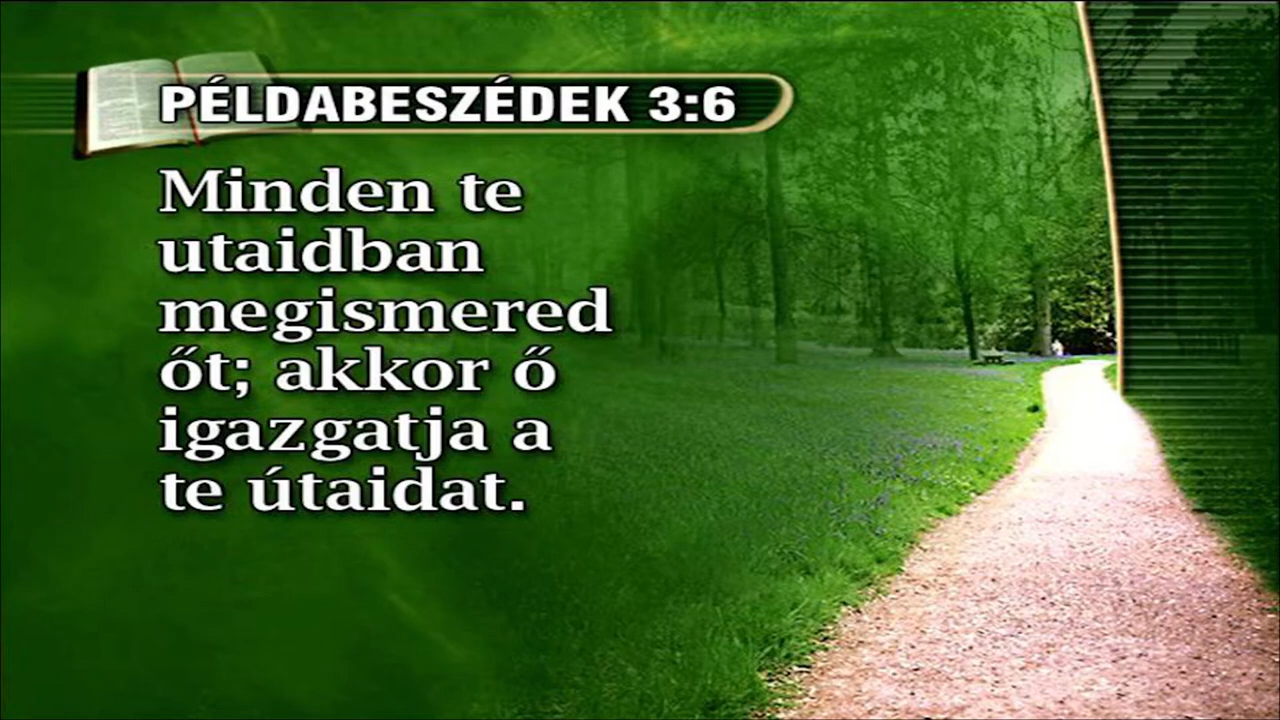 PÉLDABESZÉDEK 3:6
Minden te
utaidban
megismered
őt; akkor ő
igazgatja a
te útaidat.